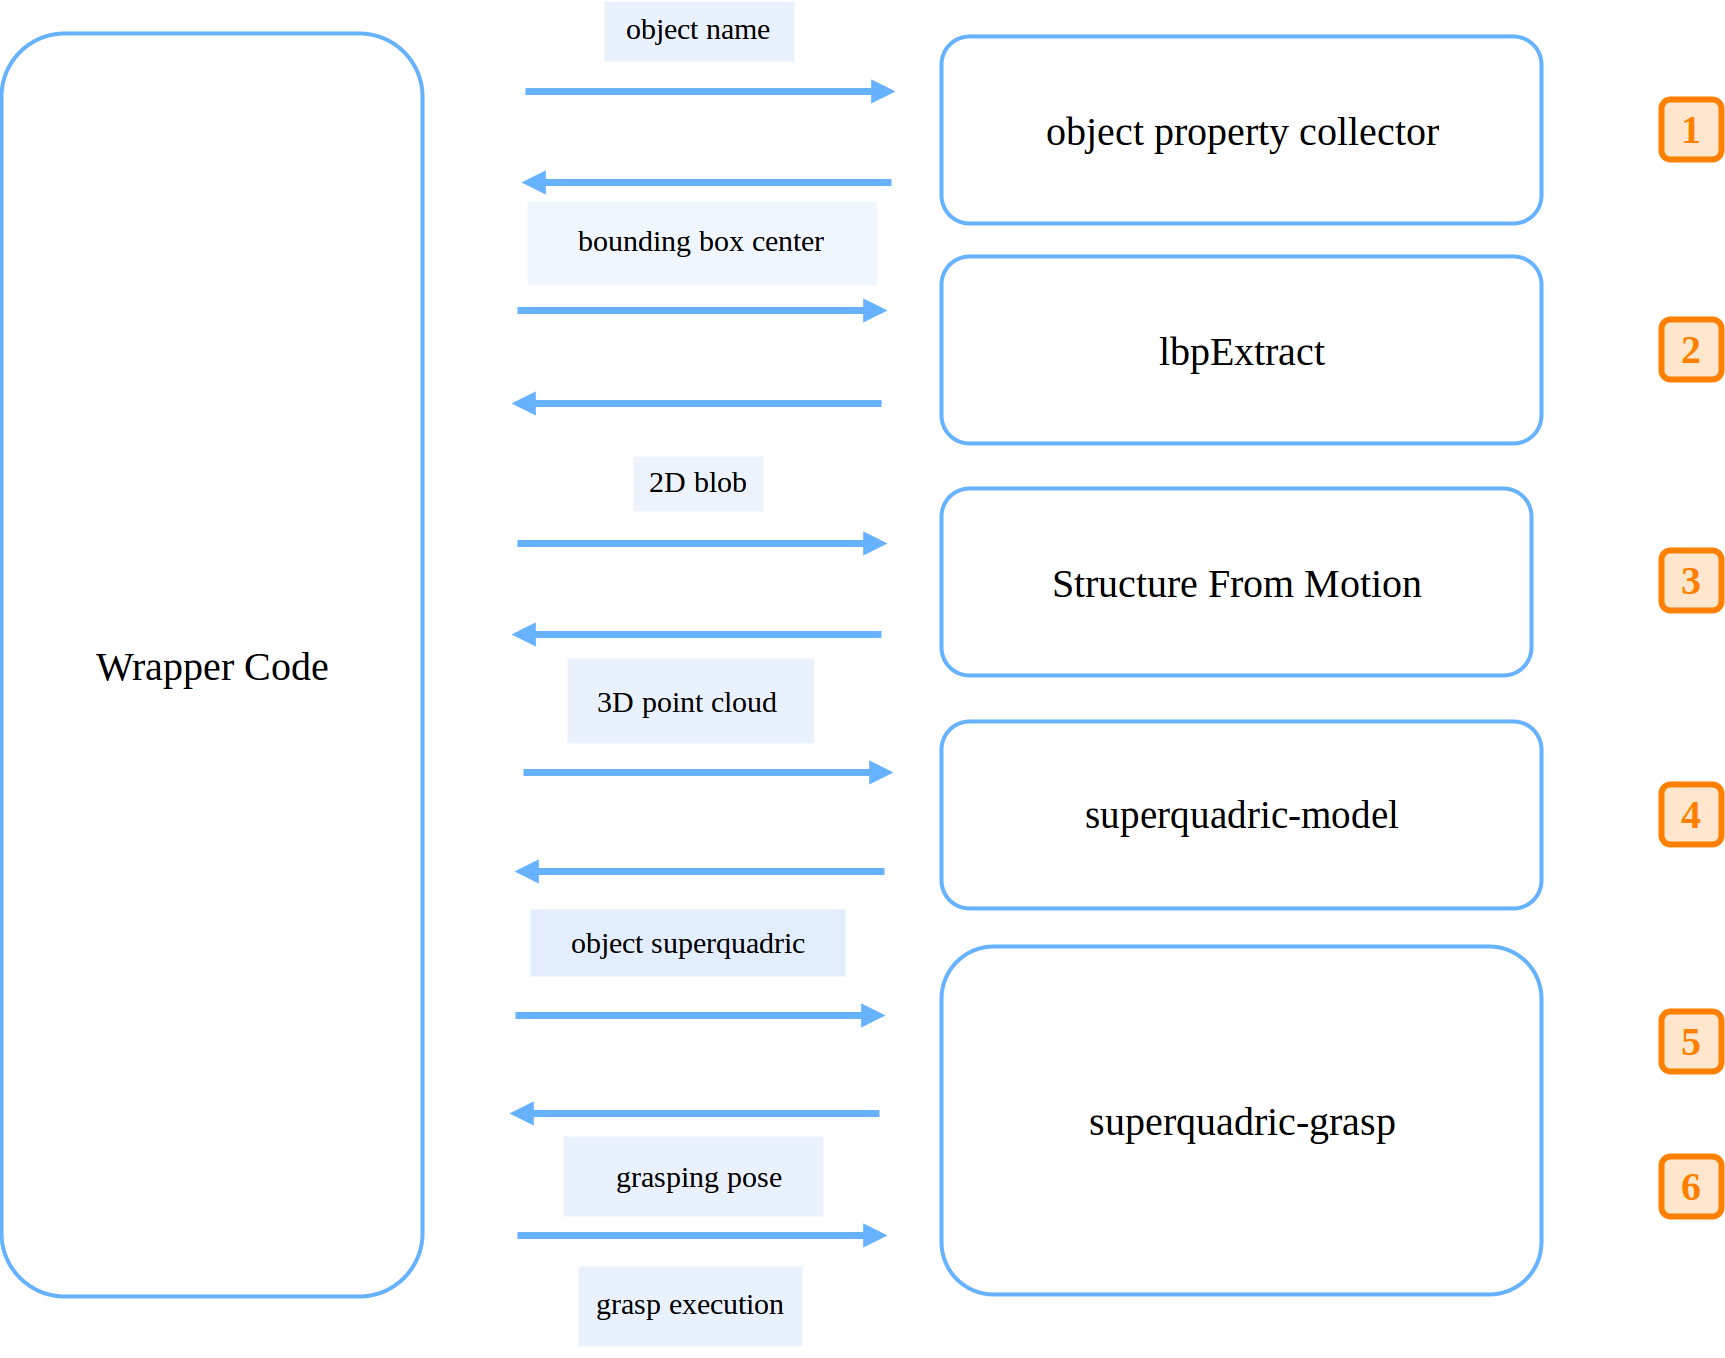 object name
object property collector
1
bounding box center
lbpExtract
2
2D blob
Structure From Motion
3
Wrapper Code
3D point cloud
superquadric-model
4
object superquadric
5
superquadric-grasp
grasping pose
6
grasp execution